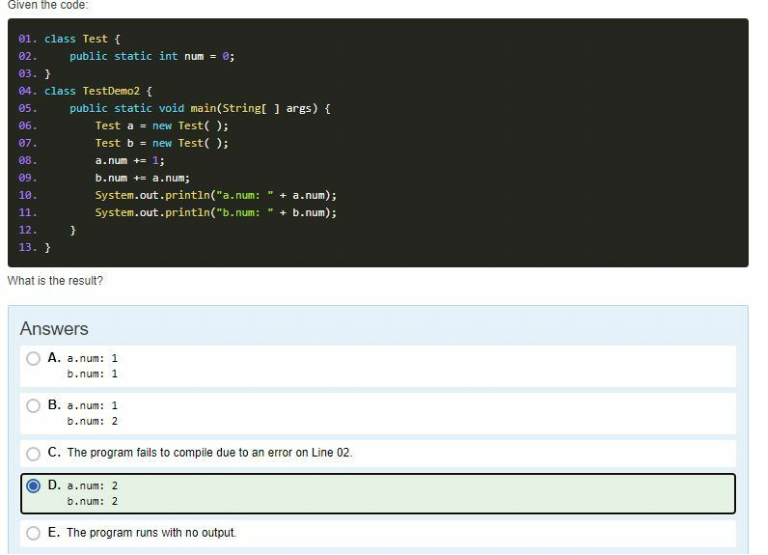 Given the code:
01. class Test {
02.     public static int num = 0;
03. }
04. class TestDemo2 {
05.     public static void main(String[ ] args) {
06.         Test a = new Test( );
07.         Test b = new Test( );
08.         a.num += 1;
09.         b.num += a.num;
10.         System.out.println("a.num: " + a.num);
11.         System.out.println("b.num: " + b.num);
12.     }
13. }
What is the result?
Answers
A. a.num: 1
b.num: 1
B. a.num: 1
b.num: 2
C. The program fails to compile due to an error on Line 02.
D. a.num: 2
b.num: 2
E. The program runs with no output.